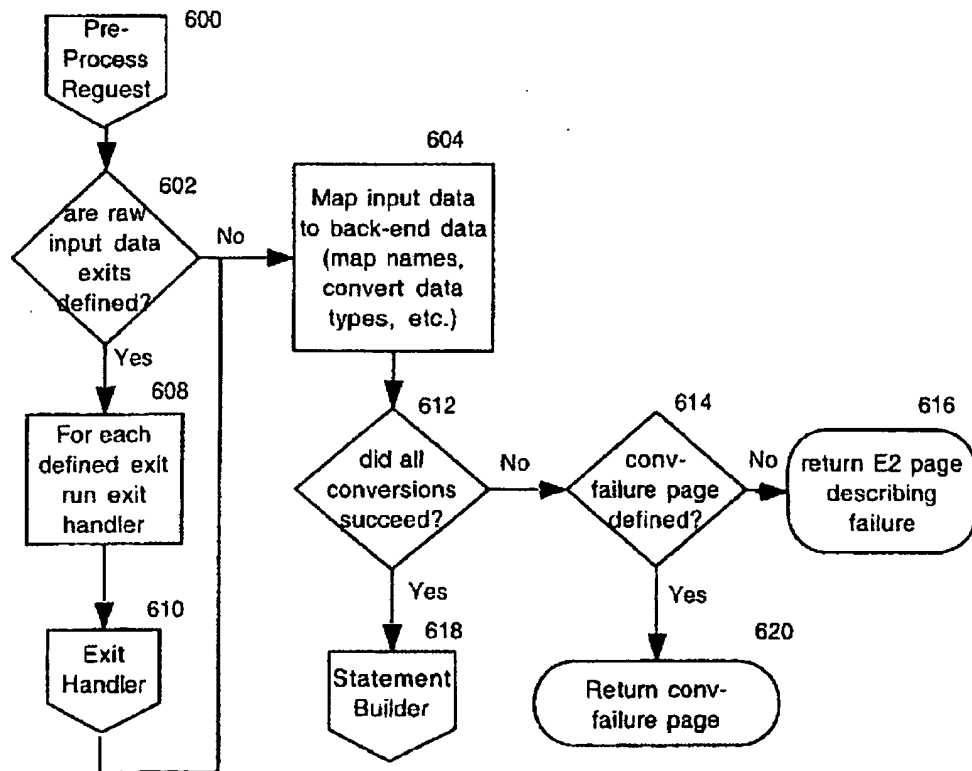 600
Pre-
Process
Reguest
602
are raw
input data
exits
defined?
No
Yes
604
Map input data
to back-end data
(map names,
convert data
types, etc.)
608
For each
defined exit
run exit
handler
610
Exit
Handler
612
did all
conversions
succeed?
No
Yes
614
conv-
failure page
defined?
No
Yes
616
return E2 page
describing
failure
618
Statement
Builder
620
Return conv-
failure page